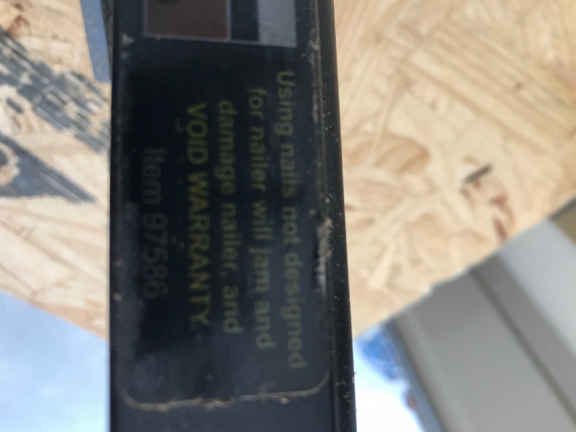 Using nails not designed
for nailer will jam and
damage nailer, and
VOID WARRANTY.
Item 97586